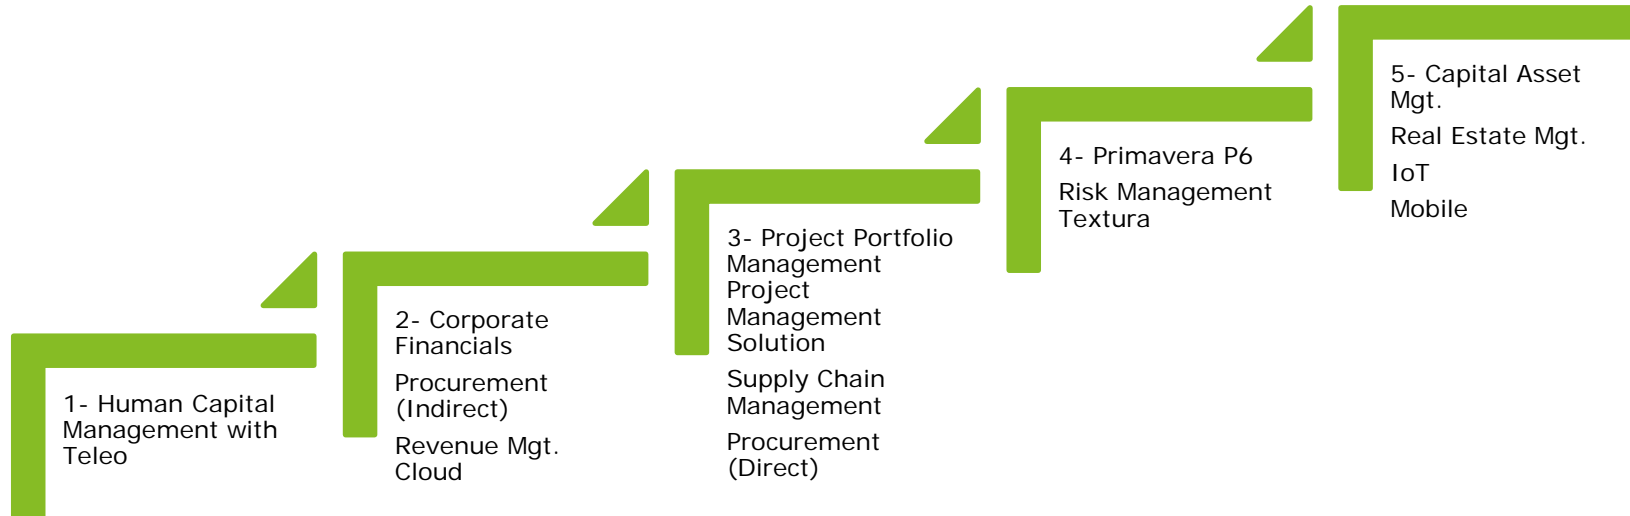 1- Human Capital
Management with
Teleo
2- Corporate
Financials
Procurement
(Indirect)
Revenue Mgt.
Cloud
3- Project Portfolio
Management
Project
Management
Solution
Supply Chain
Management
Procurement
(Direct)
4- Primavera P6
Risk Management
Textura
5- Capital Asset
Mgt.
Real Estate Mgt.
IoT
Mobile